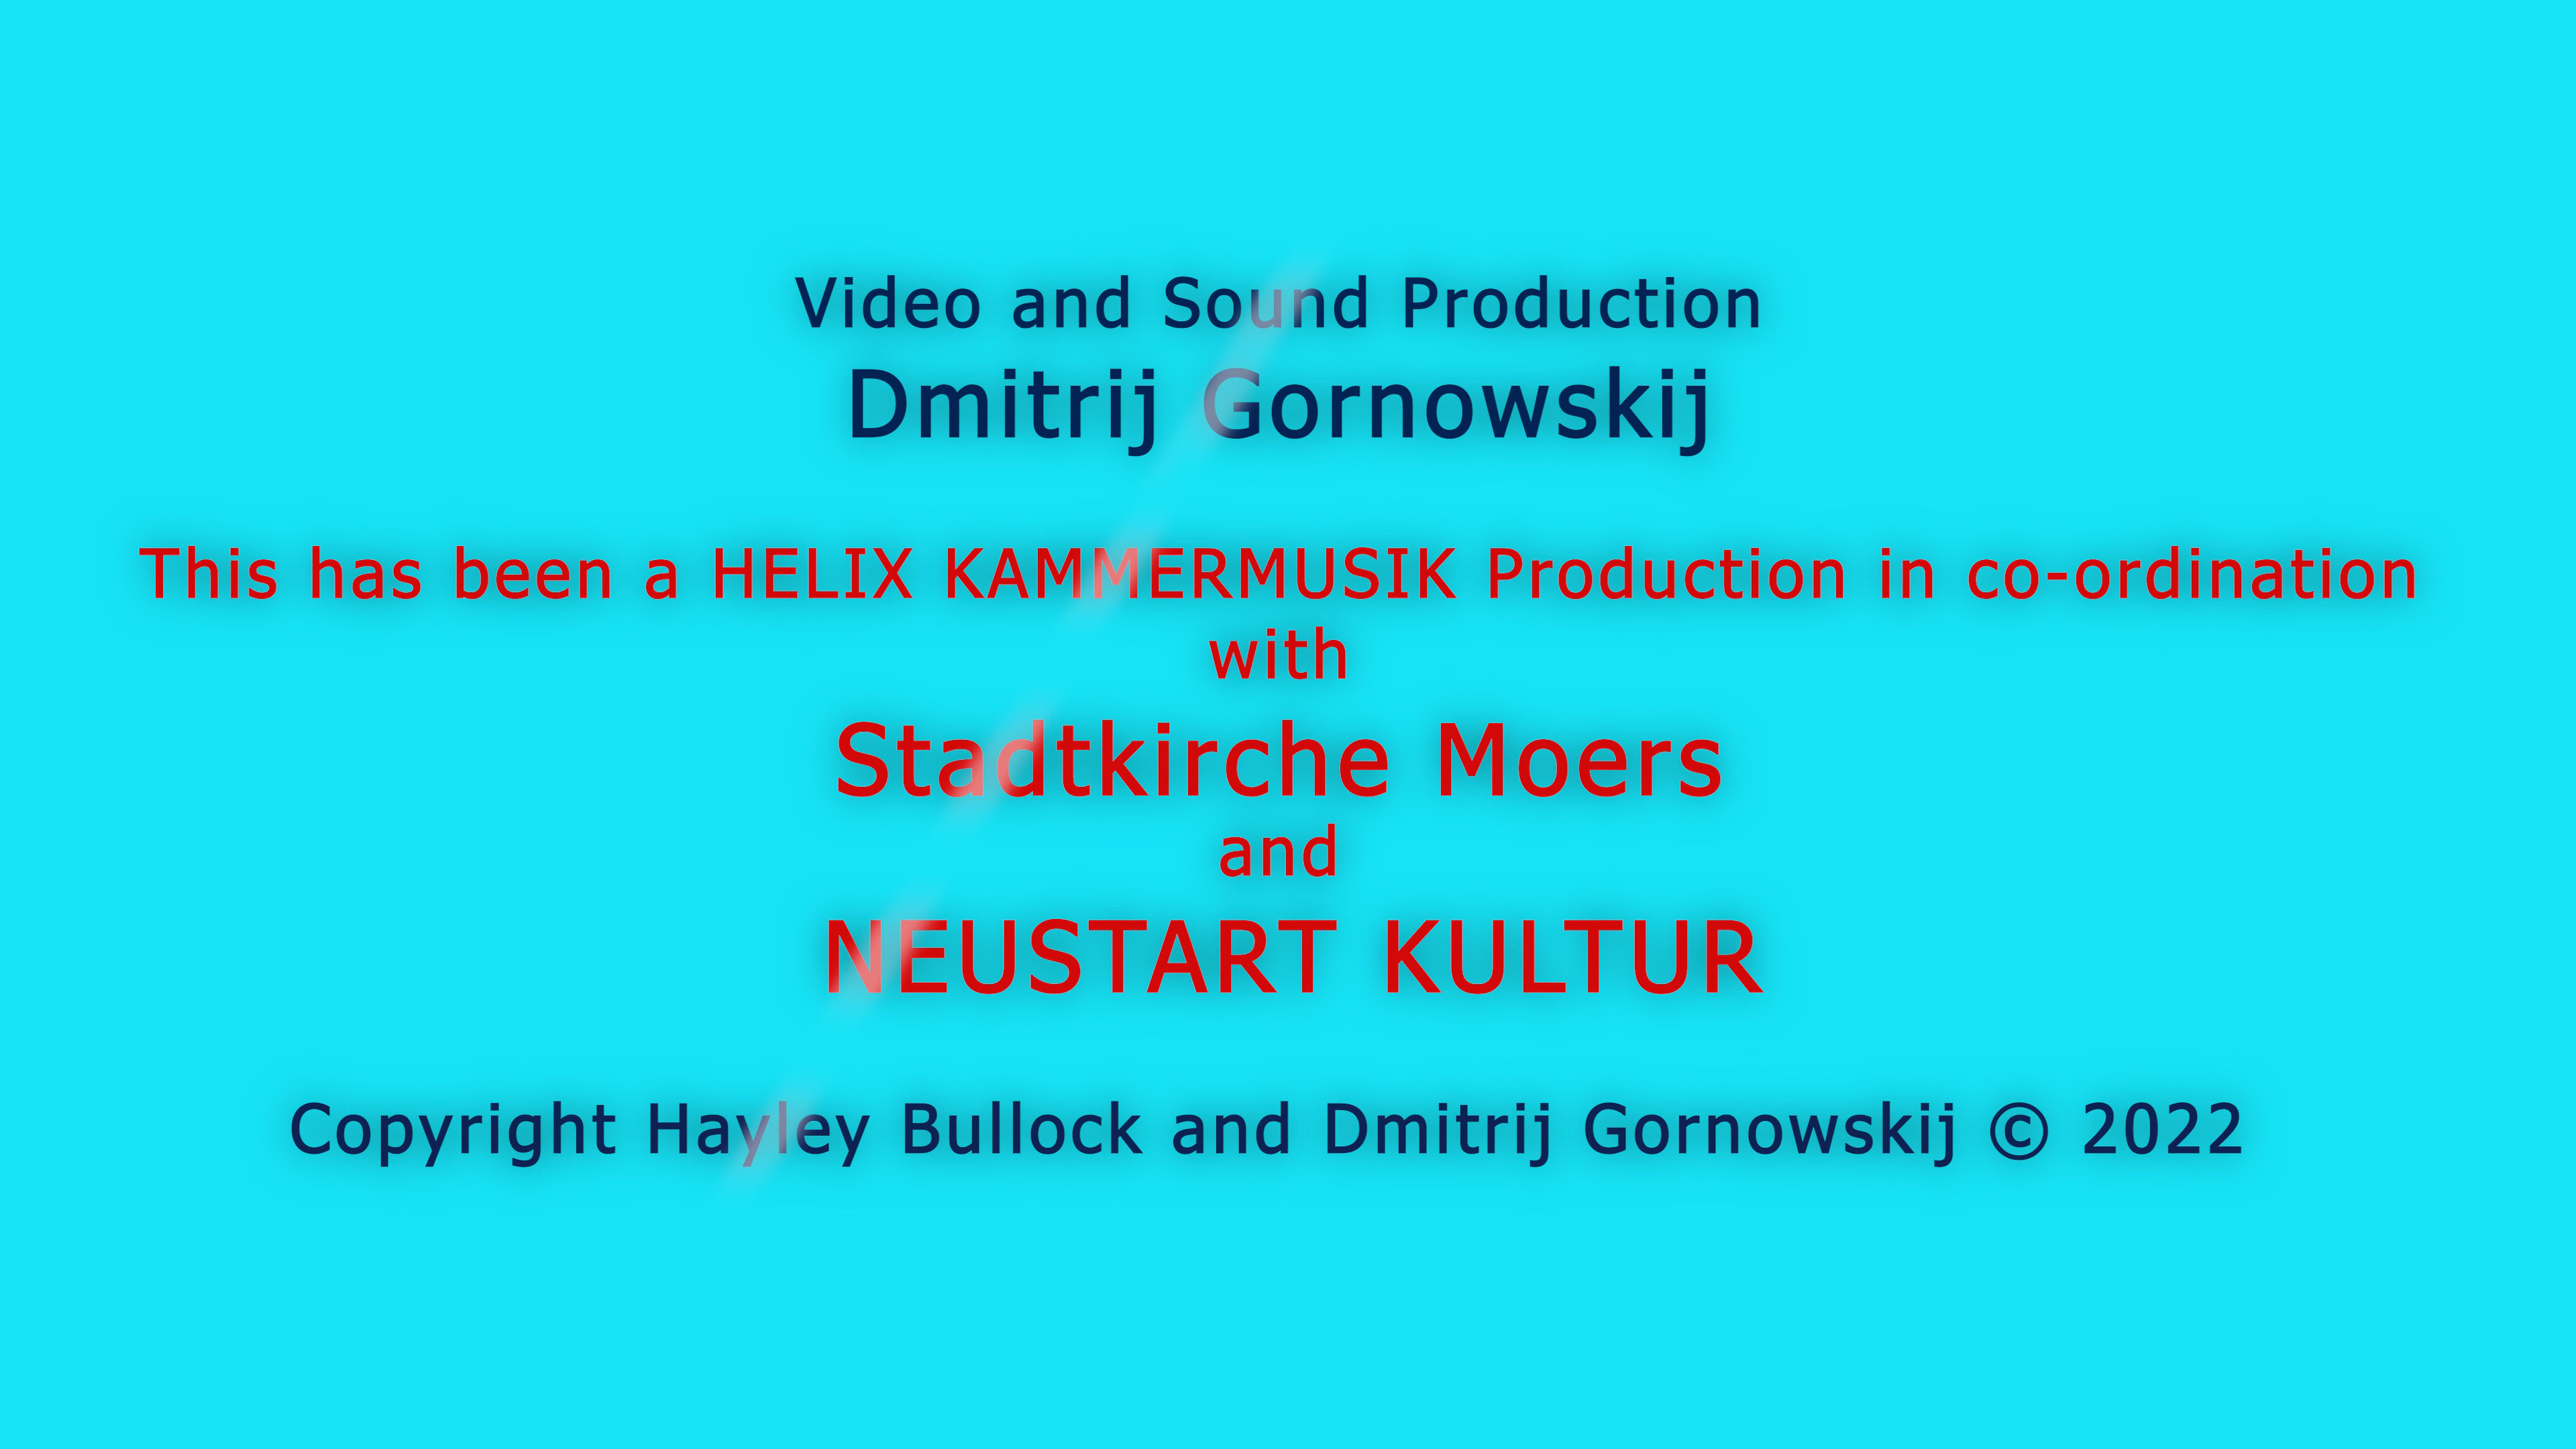 Video and Sound Production
Dmitrij Gornowskij
This has been a HELIX KAMMERMUSIK Production in co-ordination
with
Stadtkirche Moers
and
NEUSTART KULTUR
Copyright Hayley Bullock and Dmitrij Gornowskij © 2022